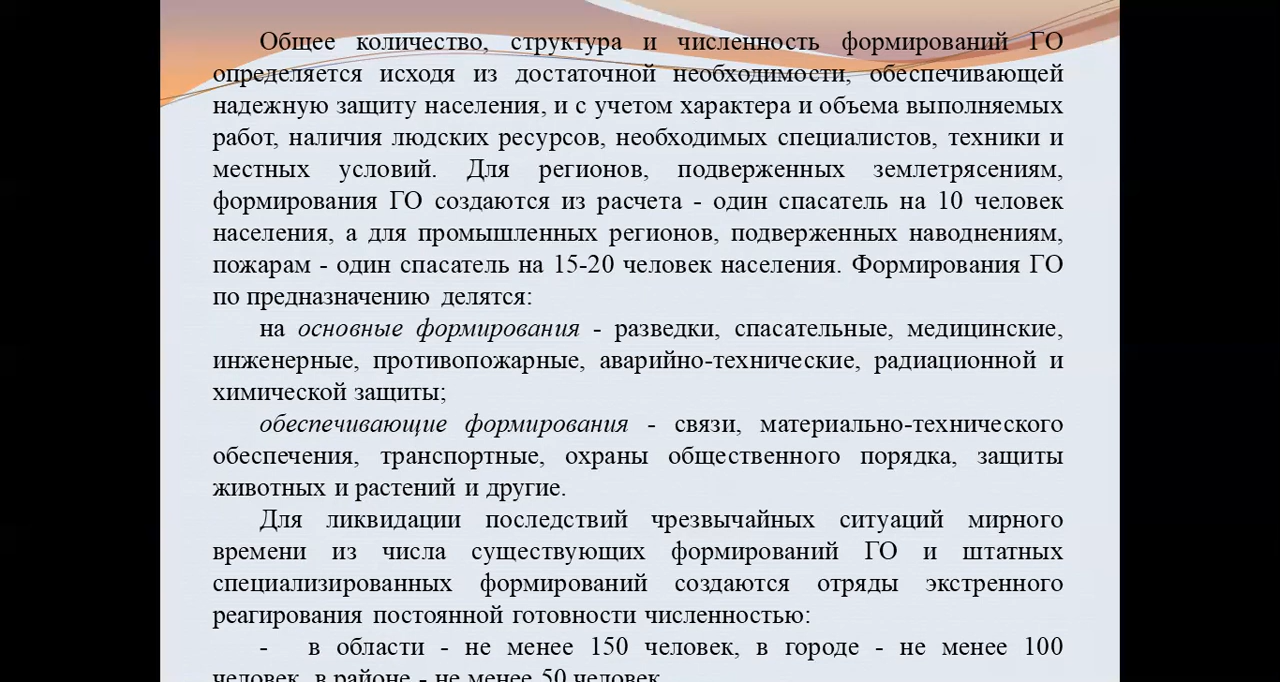 Общее количество, структура и численность формирований ГО
определяется исходя из достаточной необходимости, обеспечивающей
надежную защиту населения, и с учетом характера и объема выполняемых
работ, наличия людских ресурсов, необходимых специалистов, техники и
местных условий. Для регионов, подверженных землетрясениям,
формирования ГО создаются из расчета - один спасатель на 10 человек
населения, а для промышленных регионов, подверженных наводнениям,
пожарам - один спасатель на 15-20 человек населения. Формирования ГО
по предназначению делятся:
на основные формирования - разведки, спасательные, медицинские,
инженерные, противопожарные, аварийно-технические, радиационной и
химической защиты;
обеспечивающие формирования - связи, материально-технического
обеспечения, транспортные, охраны общественного порядка, защиты
животных и растений и другие.
Для ликвидации последствий чрезвычайных ситуаций мирного
времени из числа существующих формирований ГО и штатных
специализированных формирований создаются отряды экстренного
реагирования постоянной готовности численностью:
- в области - не менее 150 человек, в городе - не менее 100
человек, в районе - не менее 50 человек